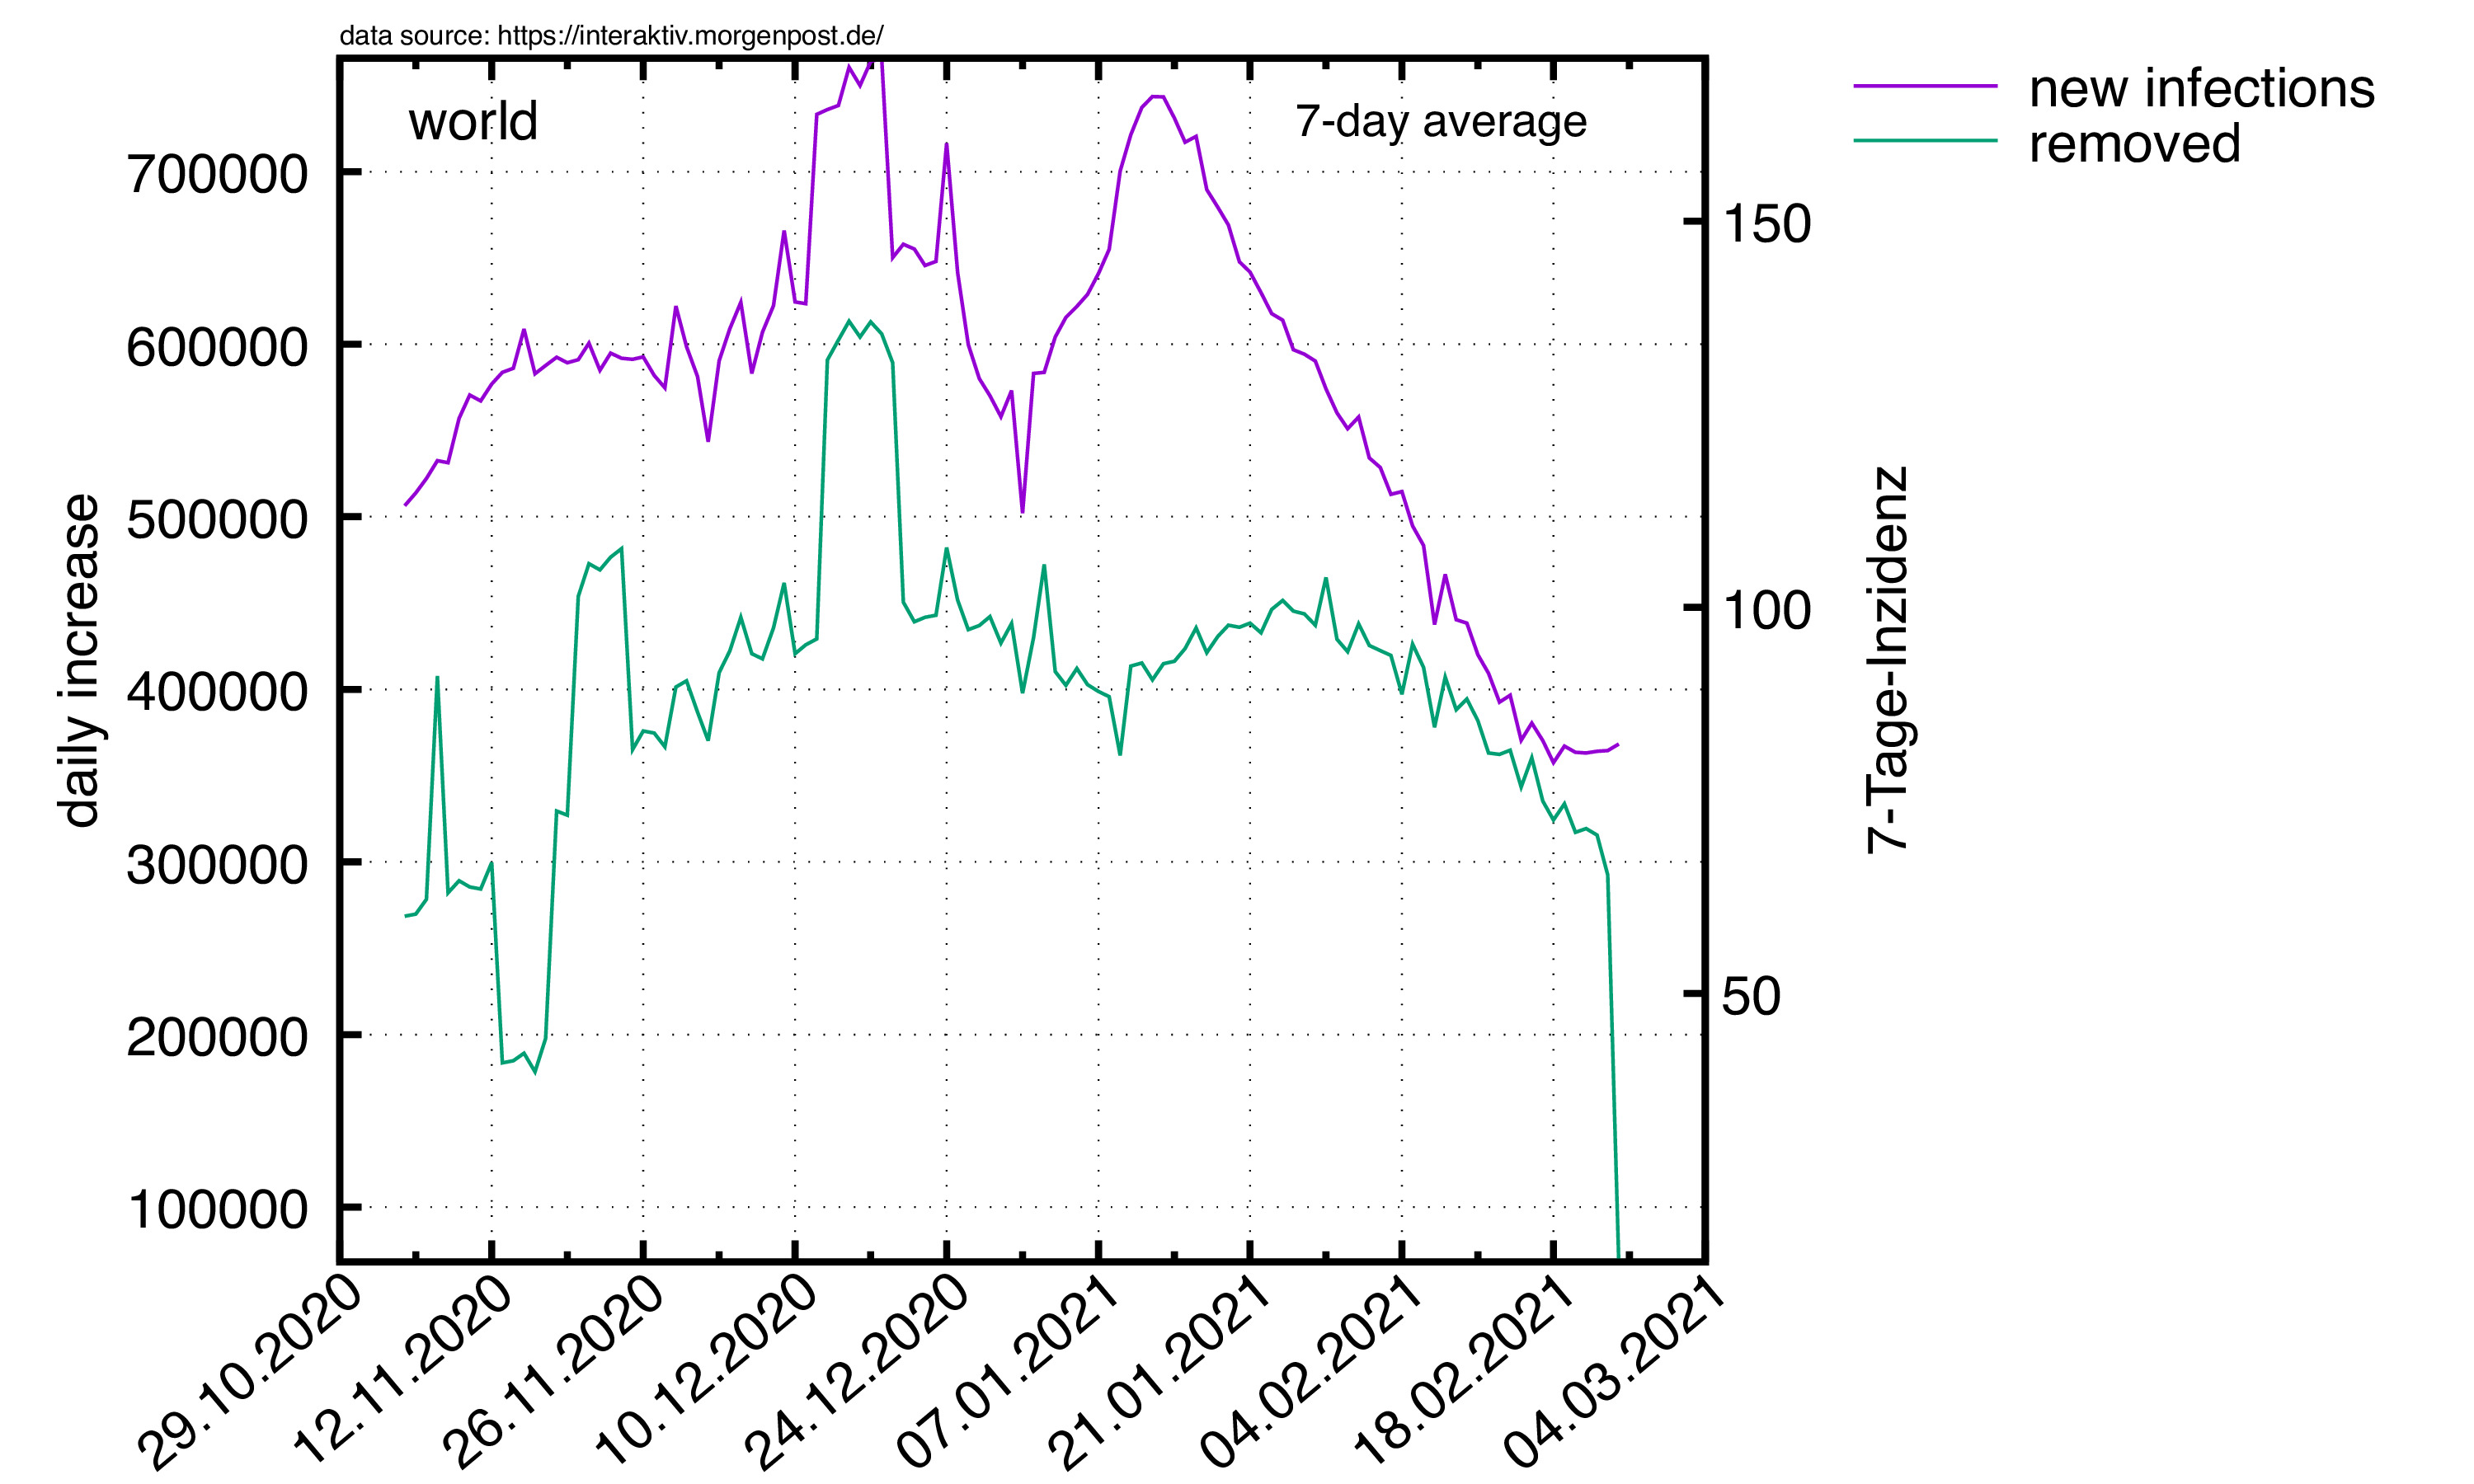 data source: https://interaktiv.morgenpost.de/
world
7-day average
new infections
removed
700000
600000
500000
400000
300000
200000
100000
daily increase
150
100
50
7-Tage-Inzidenz
29.10.2020
12.11.2020
26.11.2020
10.12.2020
24.12.2020
07.01.2021
21.01.2021
04.02.2021
18.02.2021
04.03.2021